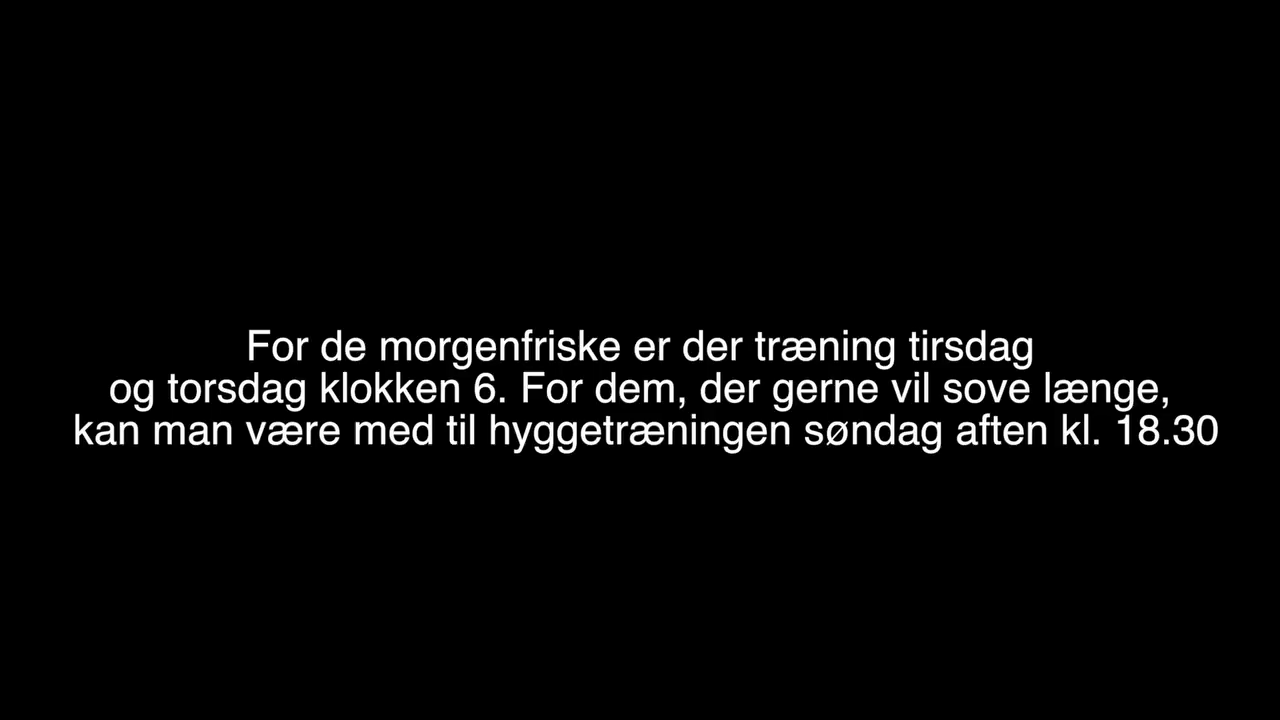 For de morgenfriske er der træning tirsdag
og torsdag klokken 6. For dem, der gerne vil sove længe,
kan man være med til hyggetræningen søndag aften kl. 18.30